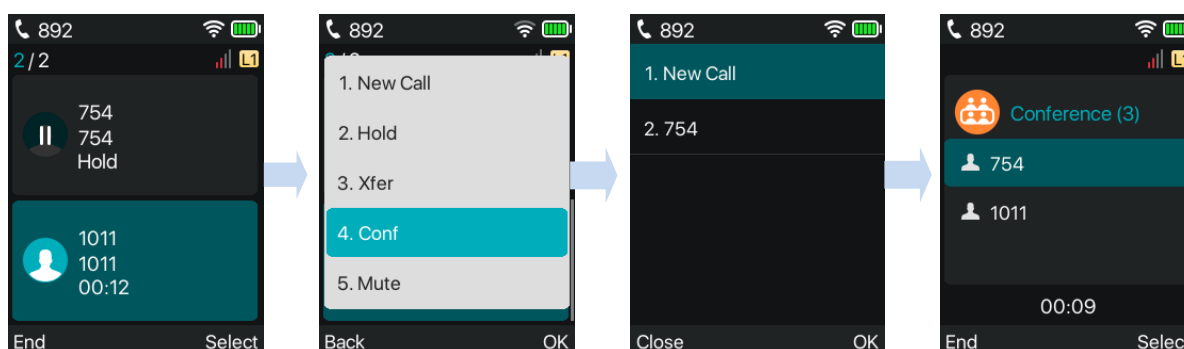 892
2/2
L1
754
754
Hold
1011
1011
00:12
End Select
892
1. New Call
2. Hold
3. Xfer
4. Conf
5. Mute
Back OK
892
1. New Call
2. 754
Close OK
892
Conference (3)
754
1011
00:09
End Selec